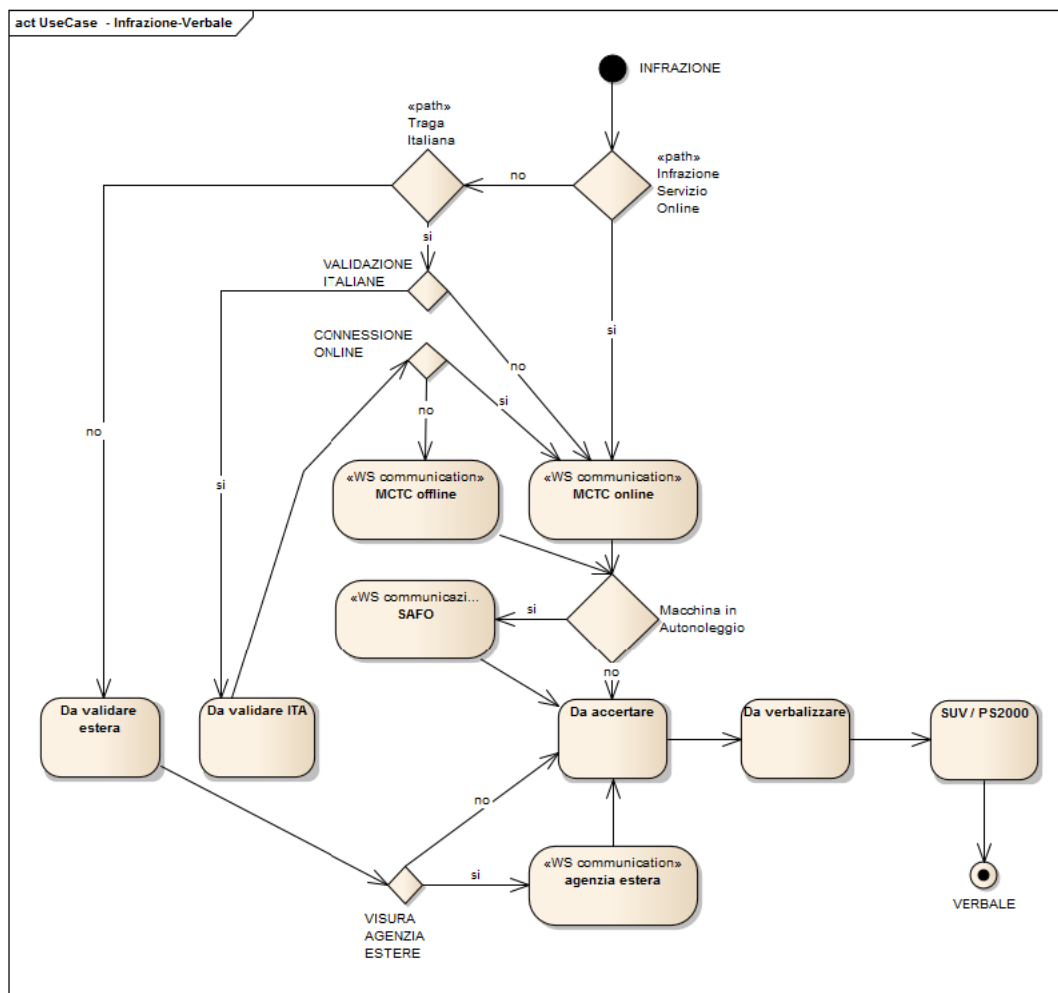 act UseCase - Infrazione-Verbale
INFRAZIONE
«path»
Traga
Italiana
«path»
Infrazione
Servizio
Online
no
si
VALIDAZIONE
ITALIANE
CONNESSIONE
ONLINE
si
no
si
no
no
si
«WS communication»
MCTC offline
«WS communication»
MCTC online
«WS communicazi...
SAFO
si
Macchina in
Autonoleggio
no
Da validare
estera
Da validare ITA
Da accertare
Da verbalizzare
SUV / PS2000
no
si
«WS communication»
agenzia estera
VISURA
AGENZIA
ESTERE
VERBALE